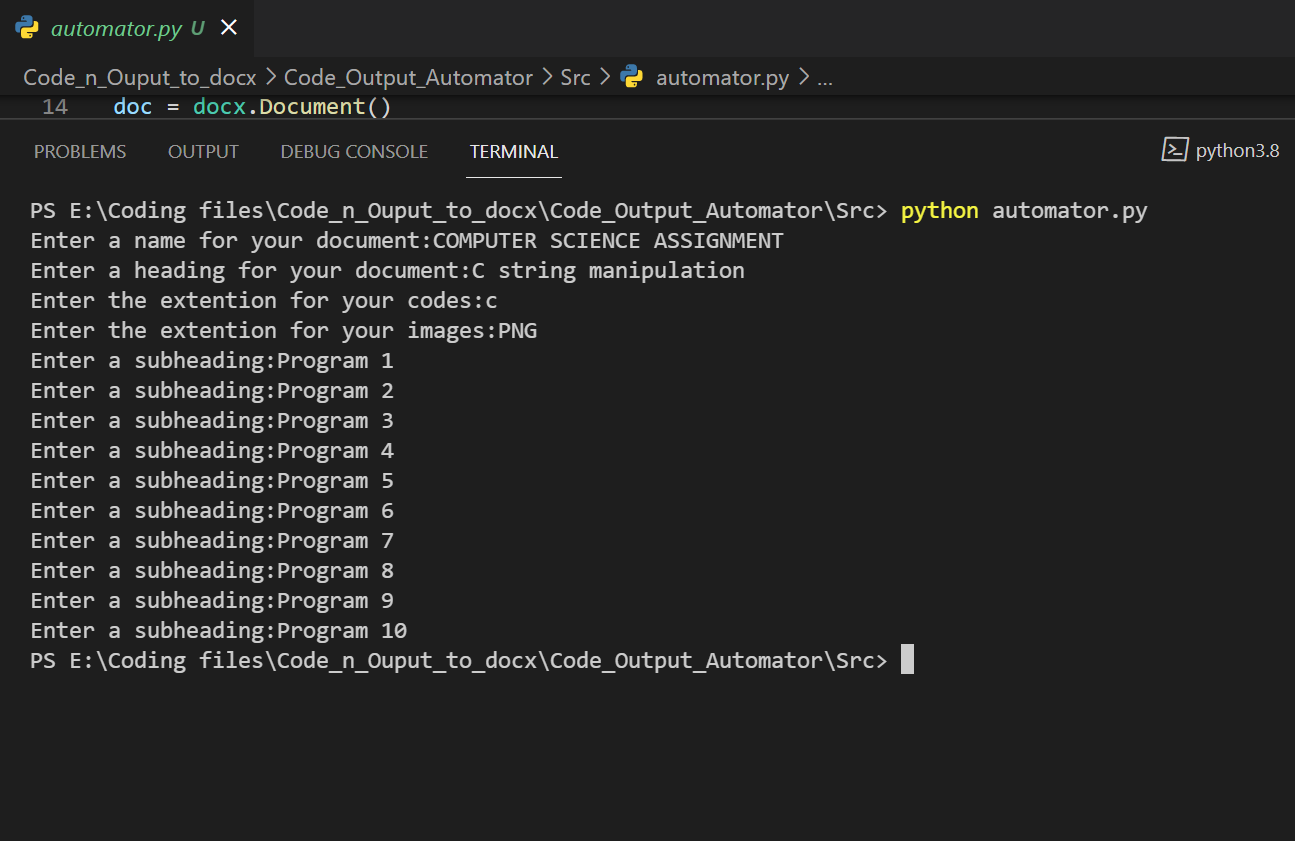 automator.py U
Code_n_Ouput_to_docx > Code_Output_Automator > Src > automator.py > ...
14 doc = docx.Document()
PROBLEMS OUTPUT DEBUG CONSOLE TERMINAL python3.8
PS E:\Coding files\Code_n_Ouput_to_docx\Code_Output_Automator\Src> python automator.py
Enter a name for your document:COMPUTER SCIENCE ASSIGNMENT
Enter a heading for your document:C string manipulation
Enter the extention for your codes:c
Enter the extention for your images:PNG
Enter a subheading:Program 1
Enter a subheading:Program 2
Enter a subheading:Program 3
Enter a subheading:Program 4
Enter a subheading:Program 5
Enter a subheading:Program 6
Enter a subheading:Program 7
Enter a subheading:Program 8
Enter a subheading:Program 9
Enter a subheading:Program 10
PS E:\Coding files\Code_n_Ouput_to_docx\Code_Output_Automator\Src>